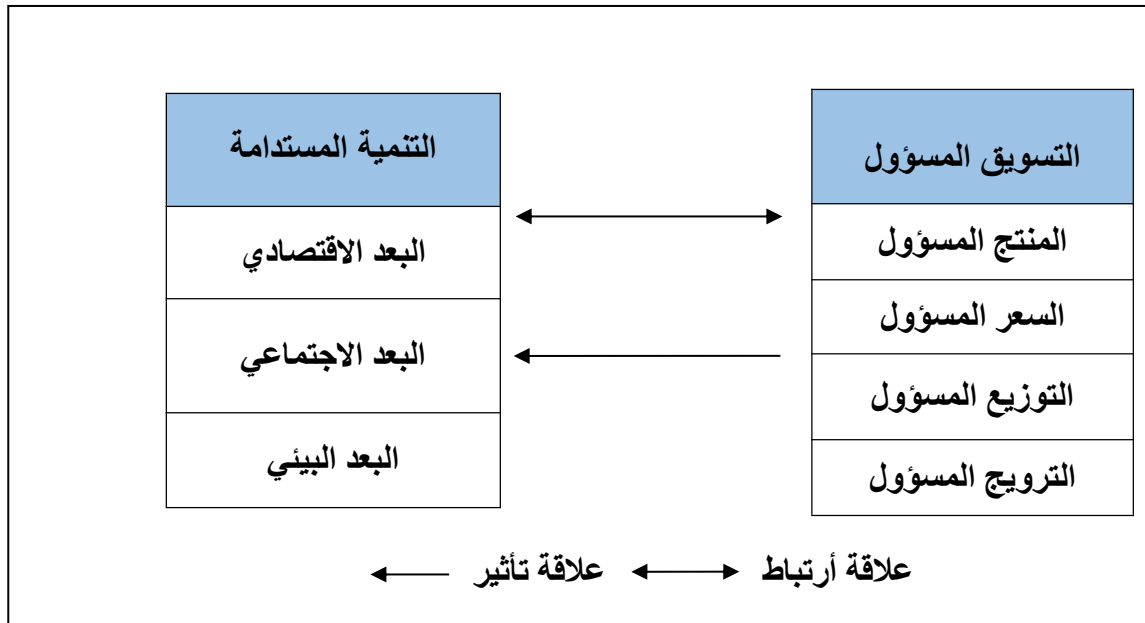 التسويق المسؤول
المنتج المسؤول
السعر المسؤول
التوزيع المسؤول
الترويج المسؤول
التنمية المستدامة
البعد الاقتصادي
البعد الاجتماعي
البعد البيئي
علاقة أرتباط
علاقة تأثير